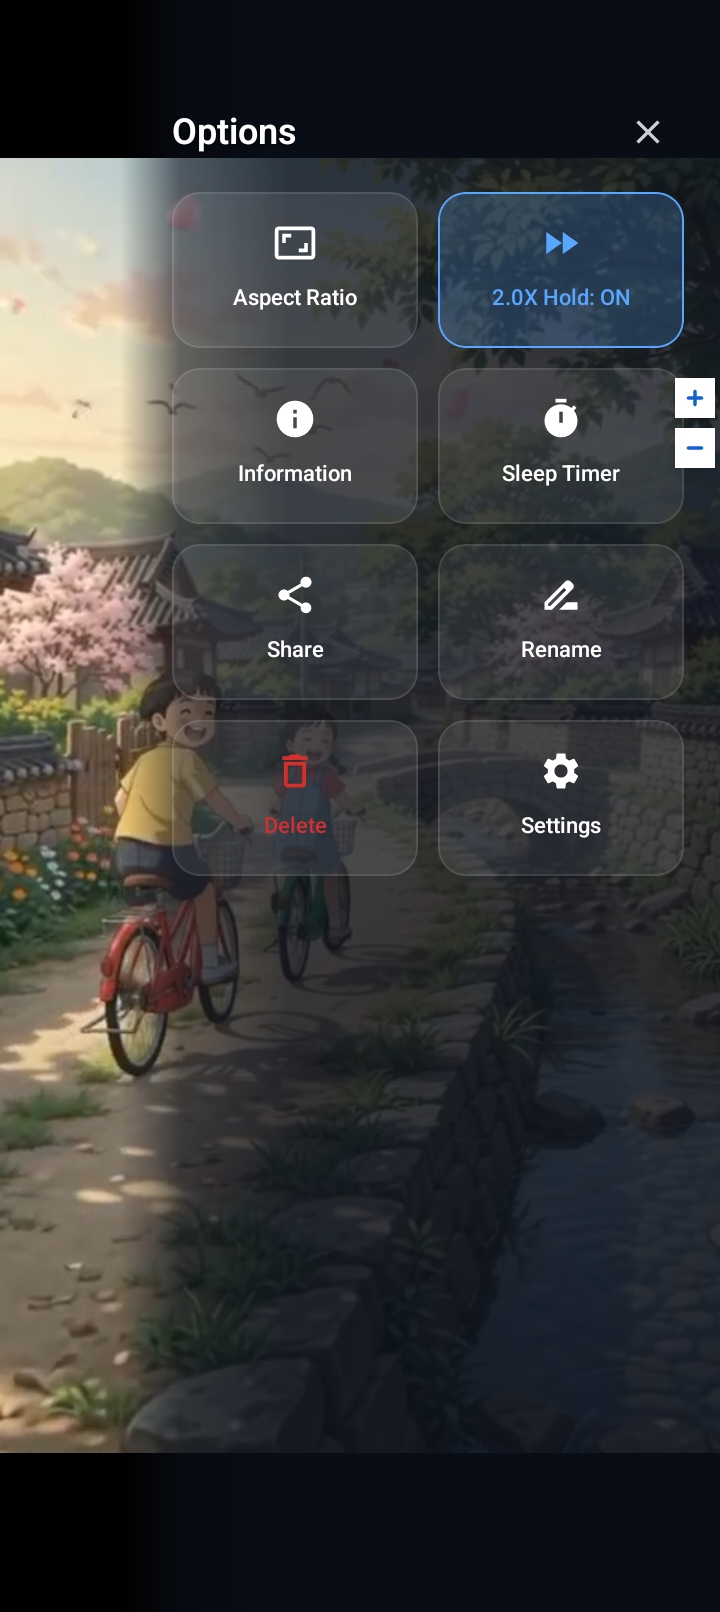 Options
Aspect Ratio
2.0X Hold: ON
Information
Sleep Timer
Share
Rename
Delete
Settings